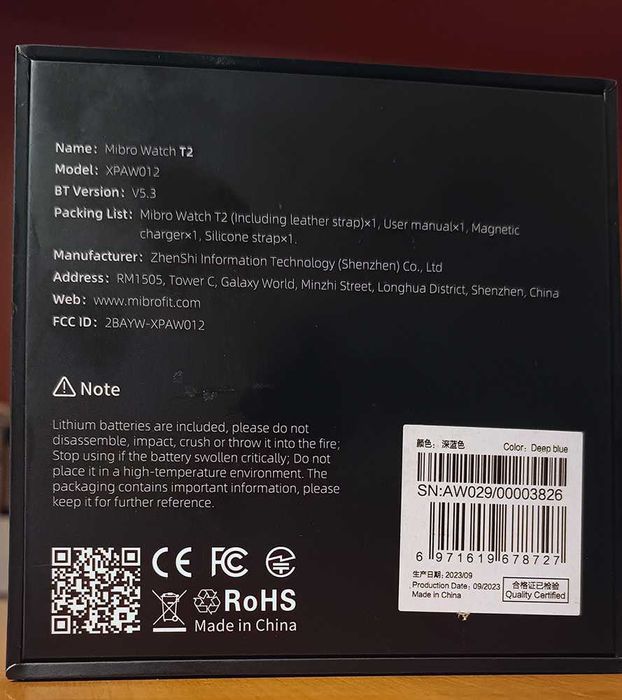 Name: Mibro Watch T2
Model: XPAW012
BT Version: V5.3
Packing List: Mibro Watch T2 (Including leather strap)×1, User manual×1, Magnetic
charger×1, Silicone strap×1.
Manufacturer: ZhenShi Information Technology (Shenzhen) Co., Ltd
Address: RM1505, Tower C, Galaxy World, Minzhi Street, Longhua District, Shenzhen, China
Web: www.mibrofit.com
FCC ID: 2BAYW-XPAW012
Note
Lithium batteries are included, please do not
disassemble, impact, crush or throw it into the fire;
Stop using if the battery swollen critically; Do not
place it in a high-temperature environment. The
packaging contains important information, please
keep it for further reference.
CE FC
RoHS
Made in China
颜色: 深蓝色 Color: Deep blue
SN:AW029/00003826
6 971619 678727
生产日期: 2023/09
Production Date: 09/2023
Made in China
合格证已检验
Quality Certified